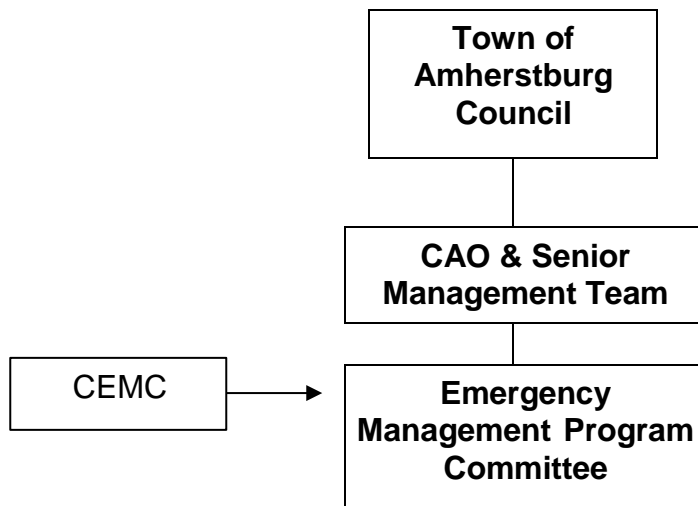 Town of
Amherstburg
Council
CAO & Senior
Management Team
CEMC
Emergency
Management Program
Committee